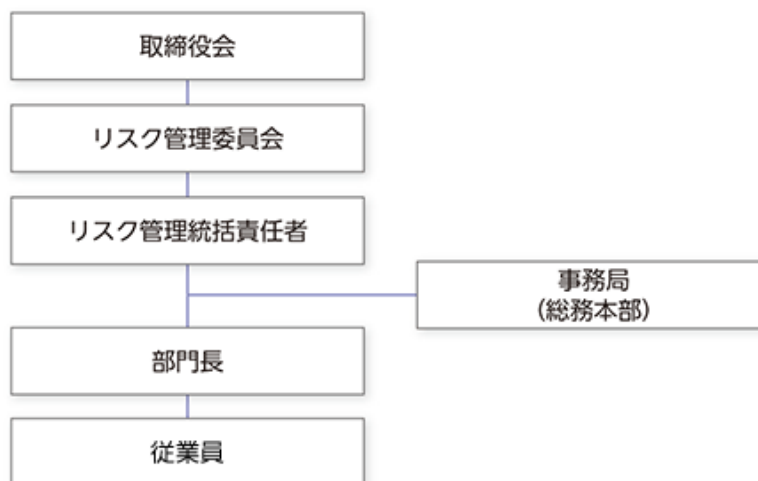 取締役会
リスク管理委員会
リスク管理統括責任者
事務局
（総務本部）
部門長
従業員